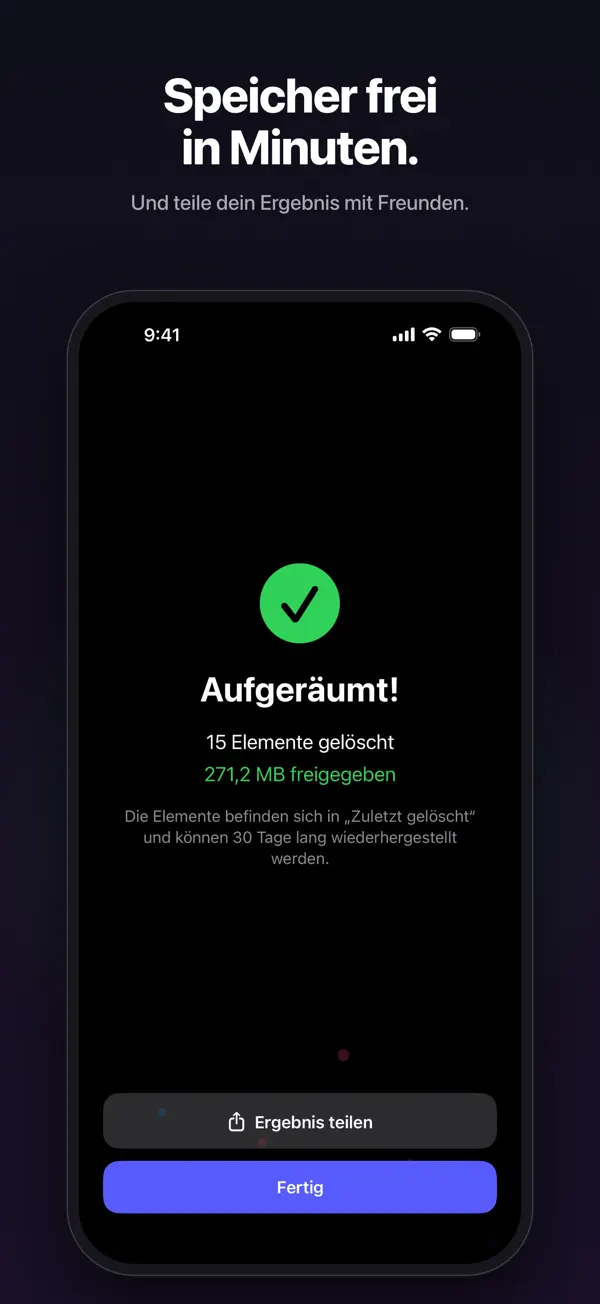 Speicher frei
in Minuten.
Und teile dein Ergebnis mit Freunden.
9:41
Aufgeräumt!
15 Elemente gelöscht
271,2 MB freigegeben
Die Elemente befinden sich in „Zuletzt gelöscht“
und können 30 Tage lang wiederhergestellt
werden.
Ergebnis teilen
Fertig